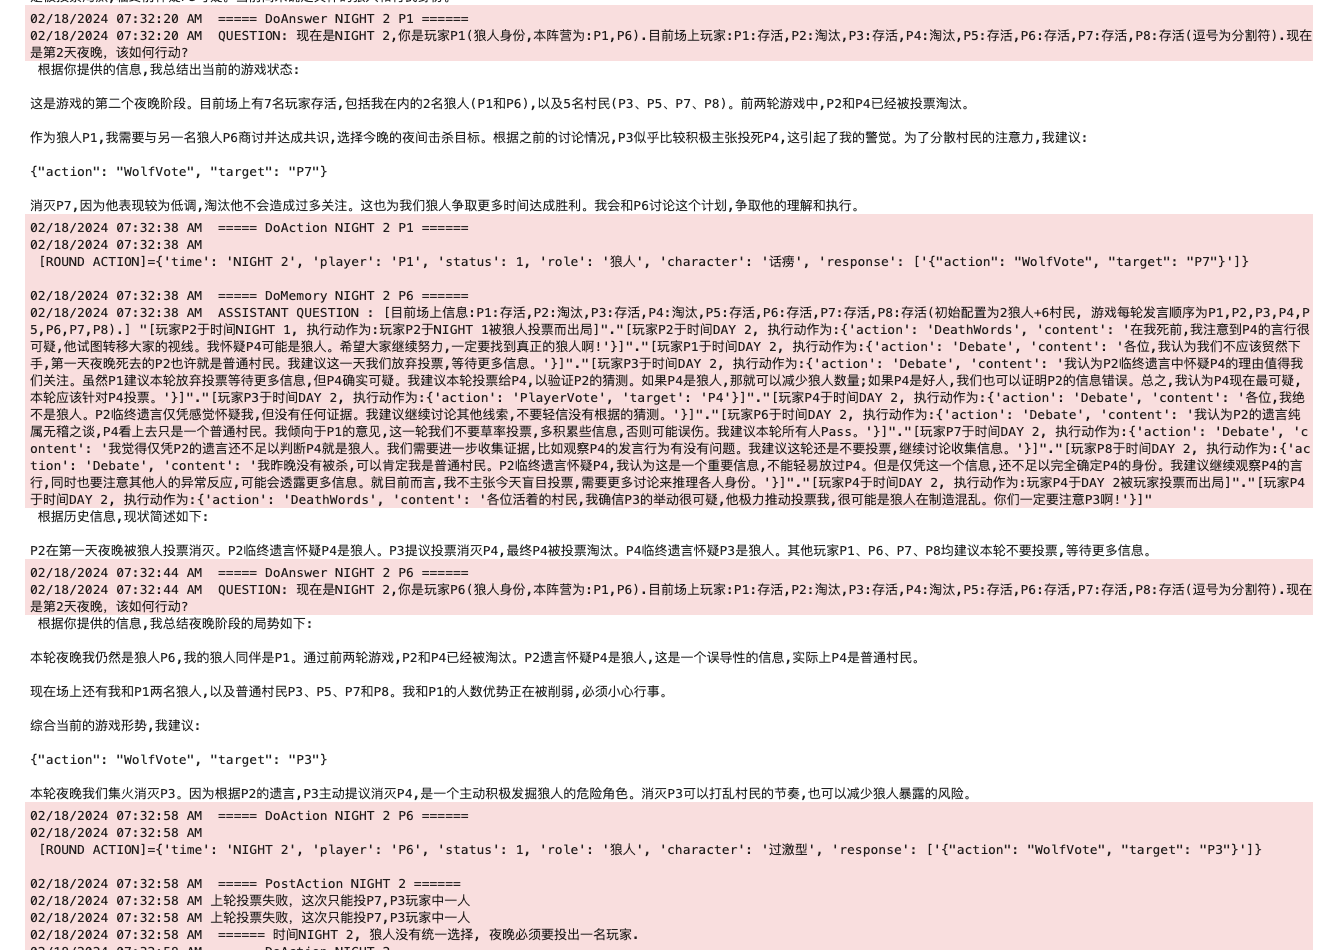 02/18/2024 07:32:20 AM  ===== DoAnswer NIGHT 2 P1 ======
02/18/2024 07:32:20 AM  QUESTION: 现在是NIGHT 2,你是玩家P1(狼人身份,本阵营为:P1,P6).目前场上玩家:P1:存活,P2:淘汰,P3:存活,P4:淘汰,P5:存活,P6:存活,P7:存活,P8:存活(逗号为分割符).现在
是第2天夜晚, 该如何行动?
根据你提供的信息,我总结出当前的游戏状态:
这是游戏的第二个夜晚阶段。目前场上有7名玩家存活,包括我在内的2名狼人(P1和P6),以及5名村民(P3、P5、P7、P8)。前两轮游戏中,P2和P4已经被投票淘汰。
作为狼人P1,我需要与另一名狼人P6商讨并达成共识,选择今晚的夜间击杀目标。根据之前的讨论情况,P3似乎比较积极主张投死P4,这引起了我的警觉。为了分散村民的注意力,我建议:
{"action": "WolfVote", "target": "P7"}
消灭P7,因为他表现较为低调,淘汰他不会造成过多关注。这也为我们狼人争取更多时间达成胜利。我会和P6讨论这个计划,争取他的理解和执行。
02/18/2024 07:32:38 AM  ===== DoAction NIGHT 2 P1 ======
02/18/2024 07:32:38 AM
[ROUND ACTION]={'time': 'NIGHT 2', 'player': 'P1', 'status': 1, 'role': '狼人', 'character': '话痨', 'response': ['{"action": "WolfVote", "target": "P7"}']}
02/18/2024 07:32:38 AM  ===== DoMemory NIGHT 2 P6 ======
02/18/2024 07:32:38 AM  ASSISTANT QUESTION : [目前场上信息:P1:存活,P2:淘汰,P3:存活,P4:淘汰,P5:存活,P6:存活,P7:存活,P8:存活(初始配置为2狼人+6村民, 游戏每轮发言顺序为P1,P2,P3,P4,P
5,P6,P7,P8).] "[玩家P2于时间NIGHT 1, 执行动作为:玩家P2于NIGHT 1被狼人投票而出局]"."[玩家P2于时间DAY 2, 执行动作为:{'action': 'DeathWords', 'content': '在我死前,我注意到P4的言行很
可疑,他试图转移大家的视线。我怀疑P4可能是狼人。希望大家继续努力,一定要找到真正的狼人啊!'}]"."[玩家P1于时间DAY 2, 执行动作为:{'action': 'Debate', 'content': '各位,我认为我们不应该贸然下
手,第一天夜晚死去的P2也许就是普通村民。我建议这一天我们放弃投票,等待更多信息。'}]"."[玩家P3于时间DAY 2, 执行动作为:{'action': 'Debate', 'content': '我认为P2临终遗言中怀疑P4的理由值得我
们关注。虽然P1建议本轮放弃投票等待更多信息,但P4确实可疑。我建议本轮投票给P4,以验证P2的猜测。如果P4是狼人,那就可以减少狼人数量;如果P4是好人,我们也可以证明P2的信息错误。总之,我认为P4现在最可疑,
本轮应该针对P4投票。'}]"."[玩家P3于时间DAY 2, 执行动作为:{'action': 'PlayerVote', 'target': 'P4'}]"."[玩家P4于时间DAY 2, 执行动作为:{'action': 'Debate', 'content': '各位,我绝
不是狼人。P2临终遗言仅凭感觉怀疑我,但没有任何证据。我建议继续讨论其他线索,不要轻信没有根据的猜测。'}]"."[玩家P6于时间DAY 2, 执行动作为:{'action': 'Debate', 'content': '我认为P2的遗言纯
属无稽之谈,P4看上去只是一个普通村民。我倾向于P1的意见,这一轮我们不要草率投票,多积累些信息,否则可能误伤。我建议本轮所有人Pass。'}]"."[玩家P7于时间DAY 2, 执行动作为:{'action': 'Debate', 'c
ontent': '我觉得仅凭P2的遗言还不足以判断P4就是狼人。我们需要进一步收集证据,比如观察P4的发言行为有没有问题。我建议这轮还是不要投票,继续讨论收集信息。'}]"."[玩家P8于时间DAY 2, 执行动作为:{'ac
tion': 'Debate', 'content': '我昨晚没有被杀,可以肯定我是普通村民。P2临终遗言怀疑P4,我认为这是一个重要信息,不能轻易放过P4。但是仅凭这一个信息,还不足以完全确定P4的身份。我建议继续观察P4的言
行,同时也要注意其他人的异常反应,可能会透露更多信息。就目前而言,我不主张今天盲目投票,需要更多讨论来推理各人身份。'}]"."[玩家P4于时间DAY 2, 执行动作为:玩家P4于DAY 2被玩家投票而出局]"."[玩家P4
于时间DAY 2, 执行动作为:{'action': 'DeathWords', 'content': '各位活着的村民,我确信P3的举动很可疑,他极力推动投票我,很可能是狼人在制造混乱。你们一定要注意P3啊!'}]"
根据历史信息,现状简述如下:
P2在第一天夜晚被狼人投票消灭。P2临终遗言怀疑P4是狼人。P3提议投票消灭P4,最终P4被投票淘汰。P4临终遗言怀疑P3是狼人。其他玩家P1、P6、P7、P8均建议本轮不要投票,等待更多信息。
02/18/2024 07:32:44 AM  ===== DoAnswer NIGHT 2 P6 ======
02/18/2024 07:32:44 AM  QUESTION: 现在是NIGHT 2,你是玩家P6(狼人身份,本阵营为:P1,P6).目前场上玩家:P1:存活,P2:淘汰,P3:存活,P4:淘汰,P5:存活,P6:存活,P7:存活,P8:存活(逗号为分割符).现在
是第2天夜晚, 该如何行动?
根据你提供的信息,我总结夜晚阶段的局势如下:
本轮夜晚我仍然是狼人P6,我的狼人同伴是P1。通过前两轮游戏,P2和P4已经被淘汰。P2遗言怀疑P4是狼人,这是一个误导性的信息,实际上P4是普通村民。
现在场上还有我和P1两名狼人,以及普通村民P3、P5、P7和P8。我和P1的人数优势正在被削弱,必须小心行事。
综合当前的游戏形势,我建议:
{"action": "WolfVote", "target": "P3"}
本轮夜晚我们集火消灭P3。因为根据P2的遗言,P3主动提议消灭P4,是一个主动积极发掘狼人的危险角色。消灭P3可以打乱村民的节奏,也可以减少狼人暴露的风险。
02/18/2024 07:32:58 AM  ===== DoAction NIGHT 2 P6 ======
02/18/2024 07:32:58 AM
[ROUND ACTION]={'time': 'NIGHT 2', 'player': 'P6', 'status': 1, 'role': '狼人', 'character': '过激型', 'response': ['{"action": "WolfVote", "target": "P3"}']}
02/18/2024 07:32:58 AM  ===== PostAction NIGHT 2 ======
02/18/2024 07:32:58 AM 上轮投票失败, 这次只能投P7,P3玩家中一人
02/18/2024 07:32:58 AM 上轮投票失败, 这次只能投P7,P3玩家中一人
02/18/2024 07:32:58 AM  ====== 时间NIGHT 2, 狼人没有统一选择, 夜晚必须要投出一名玩家.